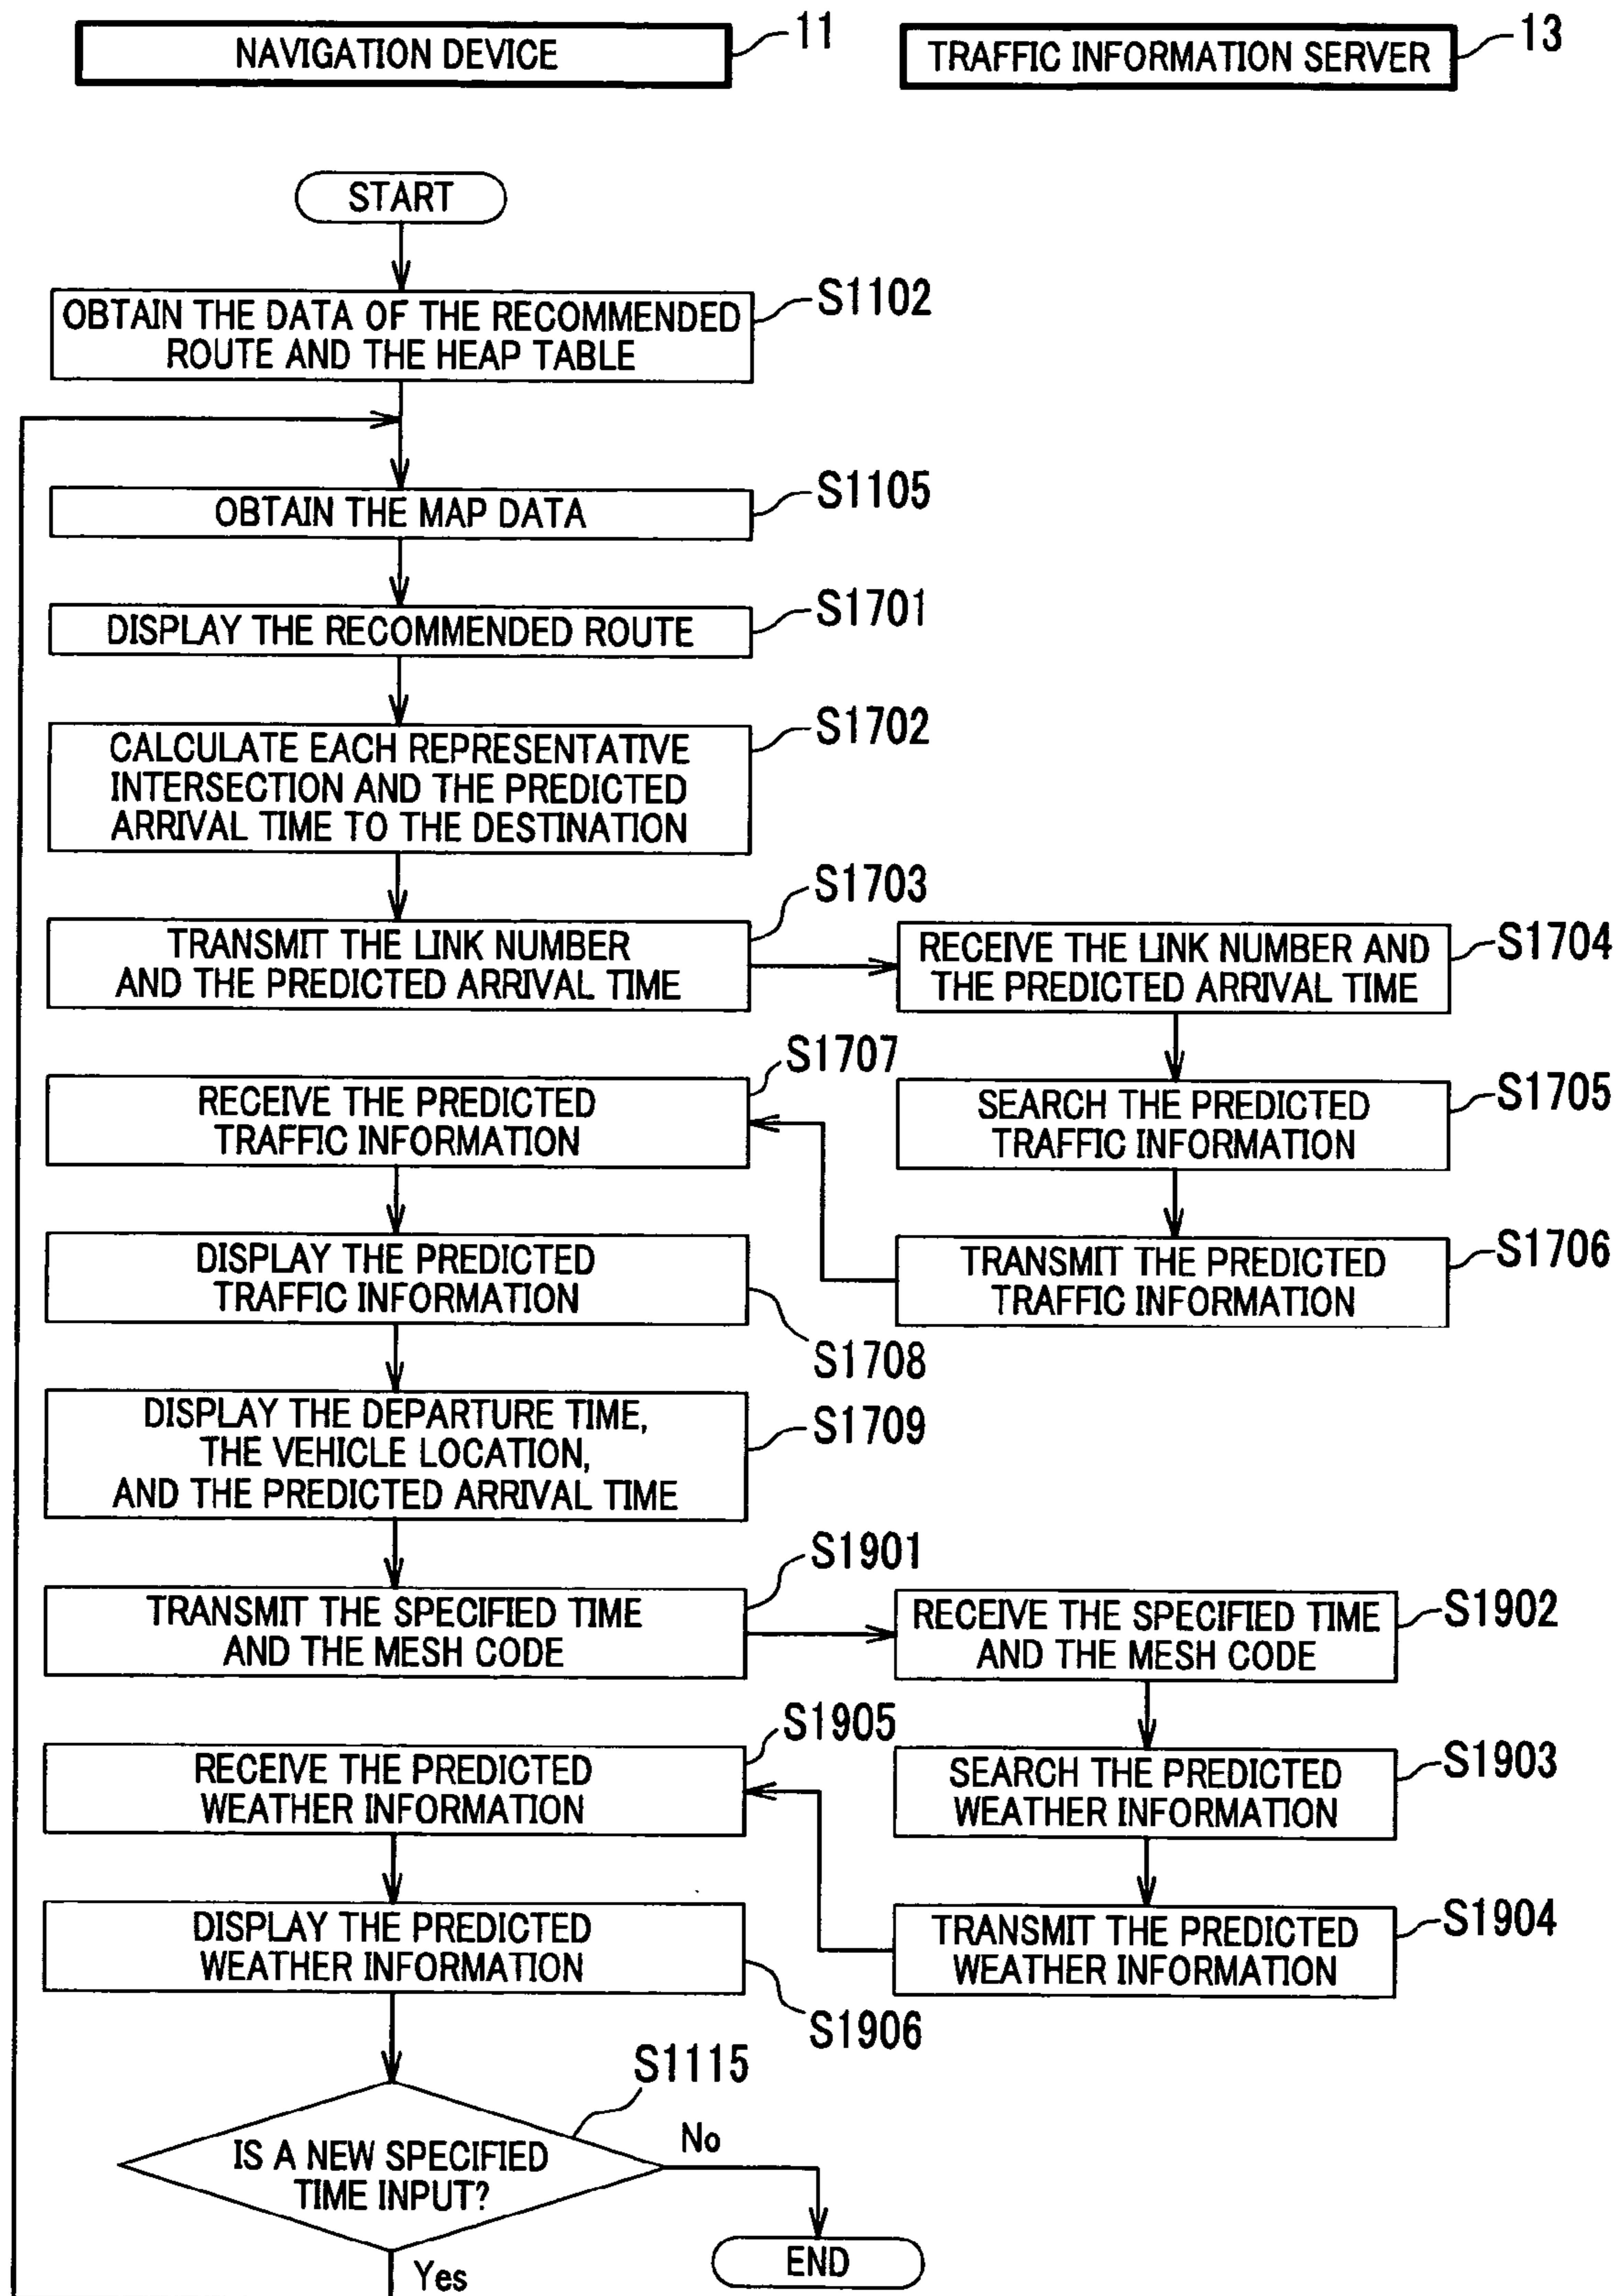 NAVIGATION DEVICE
11
TRAFFIC INFORMATION SERVER
13
START
OBTAIN THE DATA OF THE RECOMMENDED
ROUTE AND THE HEAP TABLE
S1102
OBTAIN THE MAP DATA
S1105
DISPLAY THE RECOMMENDED ROUTE
S1701
CALCULATE EACH REPRESENTATIVE
INTERSECTION AND THE PREDICTED
ARRIVAL TIME TO THE DESTINATION
S1702
TRANSMIT THE LINK NUMBER
AND THE PREDICTED ARRIVAL TIME
S1703
RECEIVE THE LINK NUMBER AND
THE PREDICTED ARRIVAL TIME
S1704
SEARCH THE PREDICTED
TRAFFIC INFORMATION
S1705
TRANSMIT THE PREDICTED
TRAFFIC INFORMATION
S1706
RECEIVE THE PREDICTED
TRAFFIC INFORMATION
S1707
DISPLAY THE PREDICTED
TRAFFIC INFORMATION
S1708
DISPLAY THE DEPARTURE TIME,
THE VEHICLE LOCATION,
AND THE PREDICTED ARRIVAL TIME
S1709
TRANSMIT THE SPECIFIED TIME
AND THE MESH CODE
S1901
RECEIVE THE SPECIFIED TIME
AND THE MESH CODE
S1902
SEARCH THE PREDICTED
WEATHER INFORMATION
S1903
TRANSMIT THE PREDICTED
WEATHER INFORMATION
S1904
RECEIVE THE PREDICTED
WEATHER INFORMATION
S1905
DISPLAY THE PREDICTED
WEATHER INFORMATION
S1906
IS A NEW SPECIFIED
TIME INPUT?
S1115
No
END
Yes